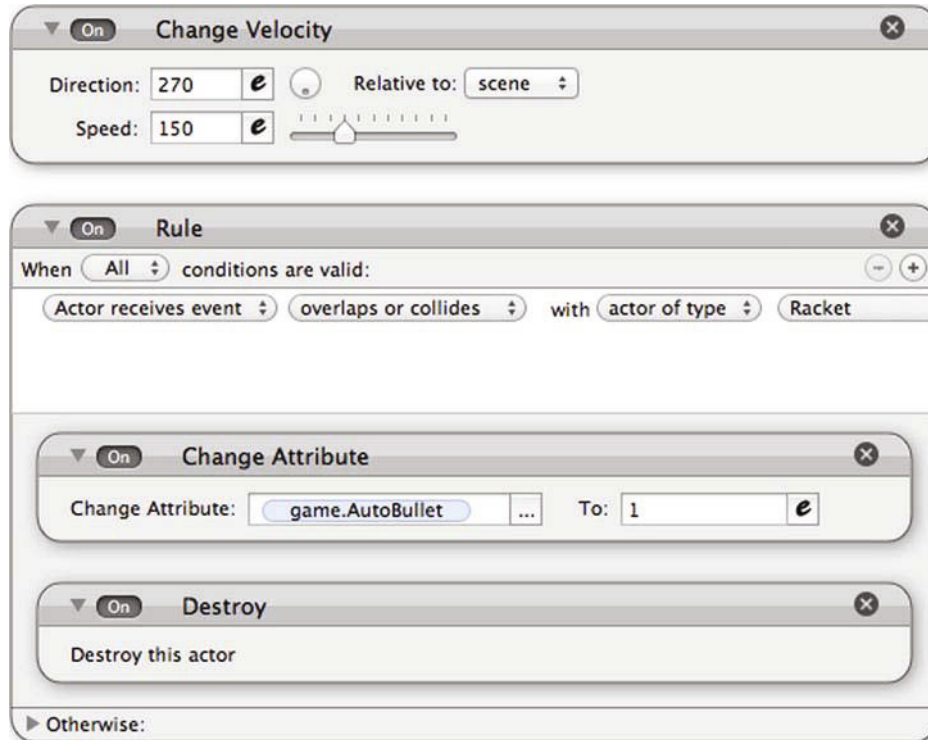 On Change Velocity
Direction: 270 e Relative to: scene
Speed: 150 e
On Rule
When All conditions are valid:
Actor receives event overlaps or collides with actor of type Racket
On Change Attribute
Change Attribute: game.AutoBullet ... To: 1 e
On Destroy
Destroy this actor
Otherwise: